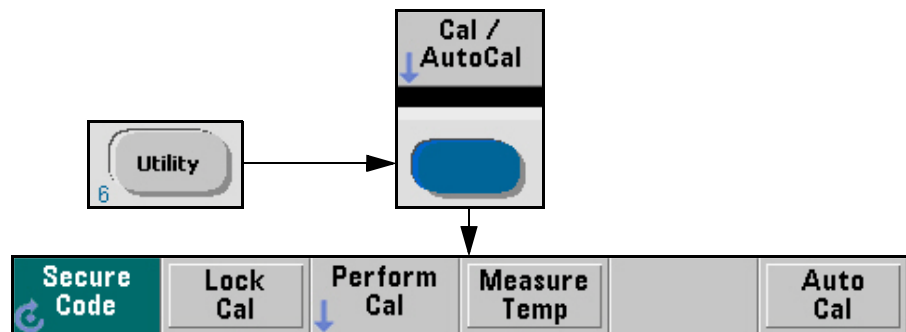 Cal /
AutoCal
Utility
6
Secure
Code
Lock
Cal
Perform
Cal
Measure
Temp
Auto
Cal